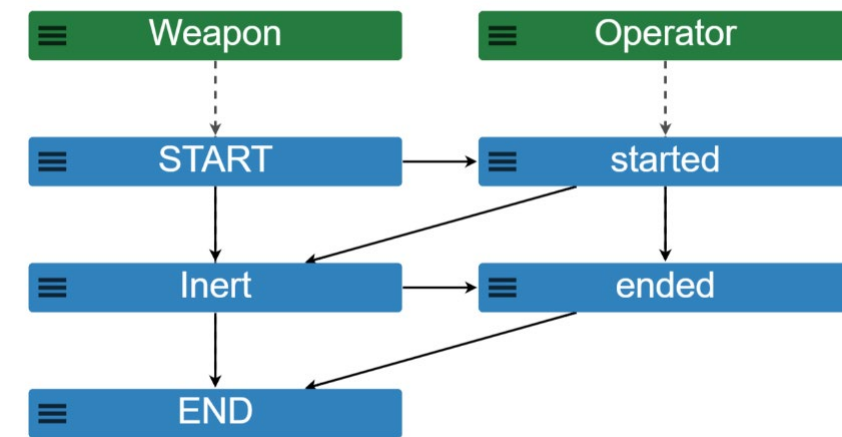 Weapon
Operator
START
started
Inert
ended
END